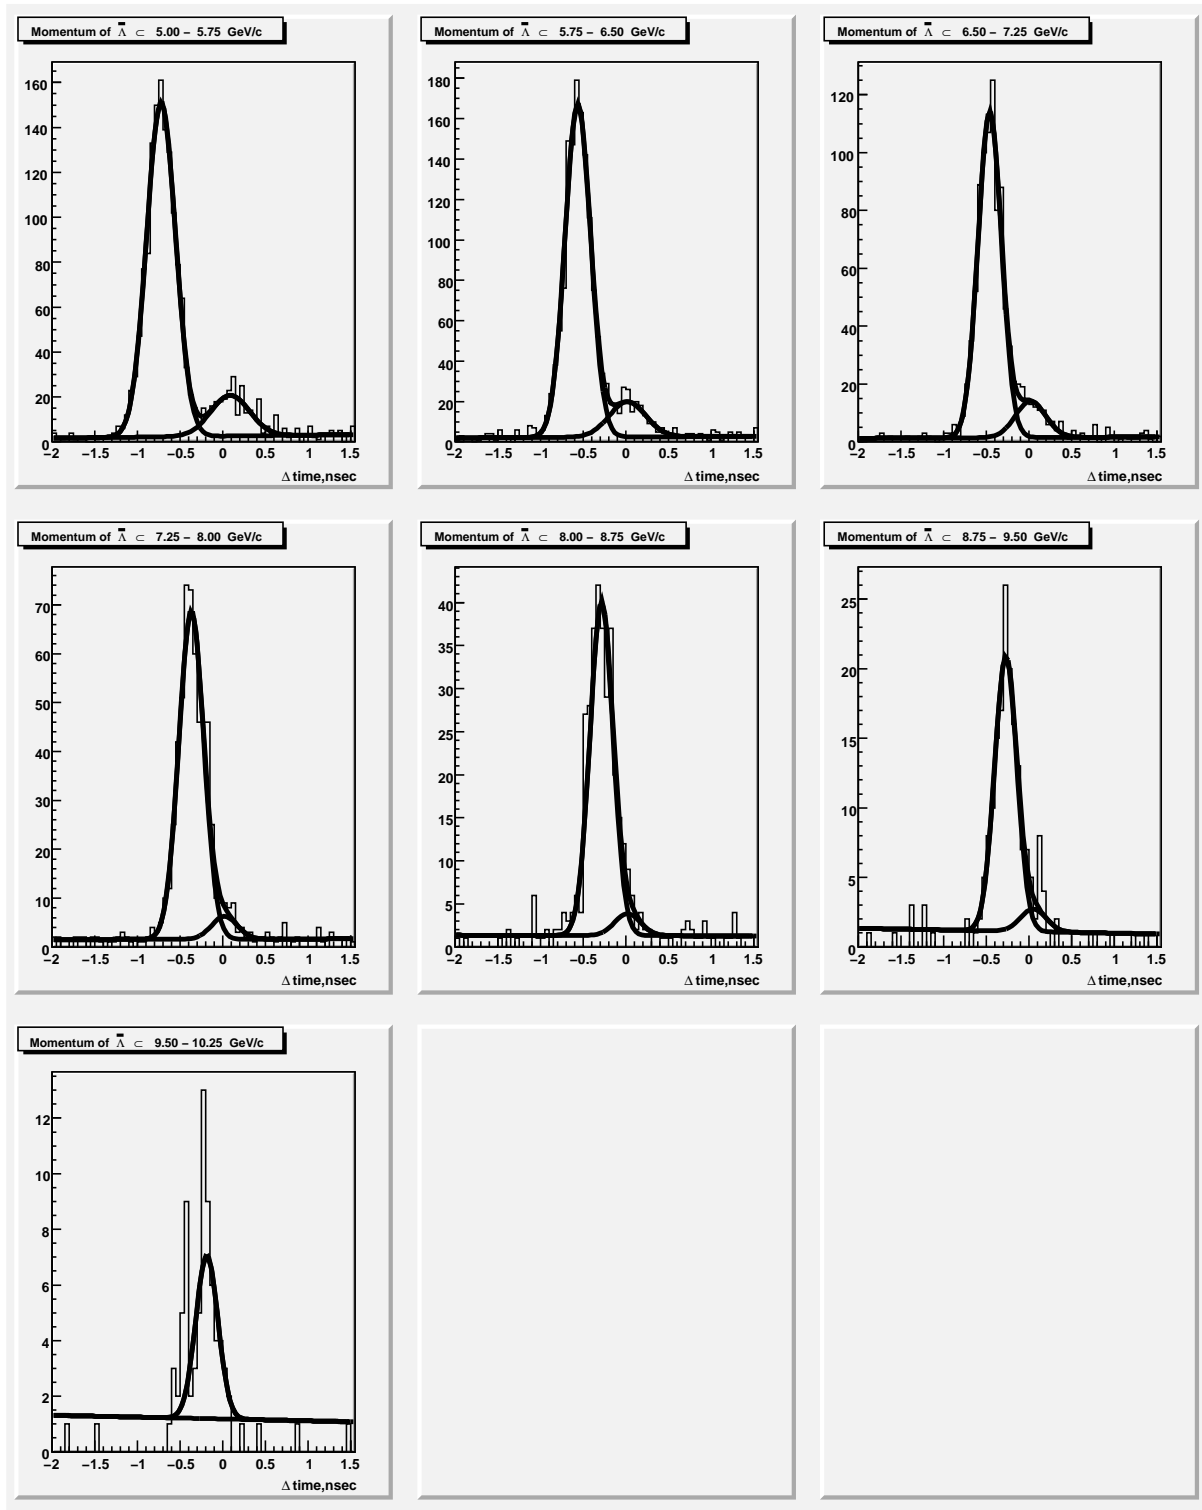 Momentum of Λ̄ ⊂ 5.00 − 5.75 GeV/c
160
140
120
100
80
60
40
20
0
−2 −1.5 −1 −0.5 0 0.5 1 1.5
Δ time,nsec
Momentum of Λ̄ ⊂ 5.75 − 6.50 GeV/c
180
160
140
120
100
80
60
40
20
0
−2 −1.5 −1 −0.5 0 0.5 1 1.5
Δ time,nsec
Momentum of Λ̄ ⊂ 6.50 − 7.25 GeV/c
120
100
80
60
40
20
0
−2 −1.5 −1 −0.5 0 0.5 1 1.5
Δ time,nsec
Momentum of Λ̄ ⊂ 7.25 − 8.00 GeV/c
70
60
50
40
30
20
10
0
−2 −1.5 −1 −0.5 0 0.5 1 1.5
Δ time,nsec
Momentum of Λ̄ ⊂ 8.00 − 8.75 GeV/c
40
35
30
25
20
15
10
5
0
−2 −1.5 −1 −0.5 0 0.5 1 1.5
Δ time,nsec
Momentum of Λ̄ ⊂ 8.75 − 9.50 GeV/c
25
20
15
10
5
0
−2 −1.5 −1 −0.5 0 0.5 1 1.5
Δ time,nsec
Momentum of Λ̄ ⊂ 9.50 − 10.25 GeV/c
12
10
8
6
4
2
0
−2 −1.5 −1 −0.5 0 0.5 1 1.5
Δ time,nsec